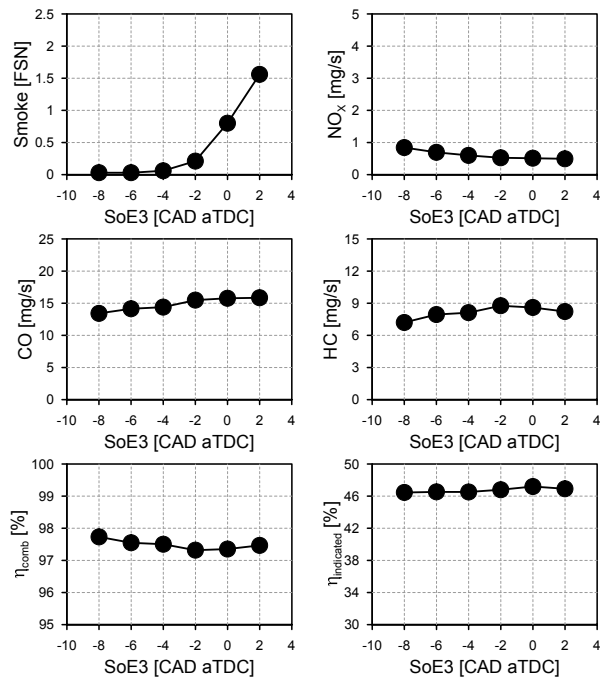 Smoke [FSN]
2.5
2
1.5
1
0.5
0
-10 -8 -6 -4 -2 0 2 4
SoE3 [CAD aTDC]
NOX [mg/s]
5
4
3
2
1
0
-10 -8 -6 -4 -2 0 2 4
SoE3 [CAD aTDC]
CO [mg/s]
25
20
15
10
5
0
-10 -8 -6 -4 -2 0 2 4
SoE3 [CAD aTDC]
HC [mg/s]
15
12
9
6
3
0
-10 -8 -6 -4 -2 0 2 4
SoE3 [CAD aTDC]
ηcomb [%]
100
99
98
97
96
95
-10 -8 -6 -4 -2 0 2 4
SoE3 [CAD aTDC]
ηindicated [%]
50
46
42
38
34
30
-10 -8 -6 -4 -2 0 2 4
SoE3 [CAD aTDC]